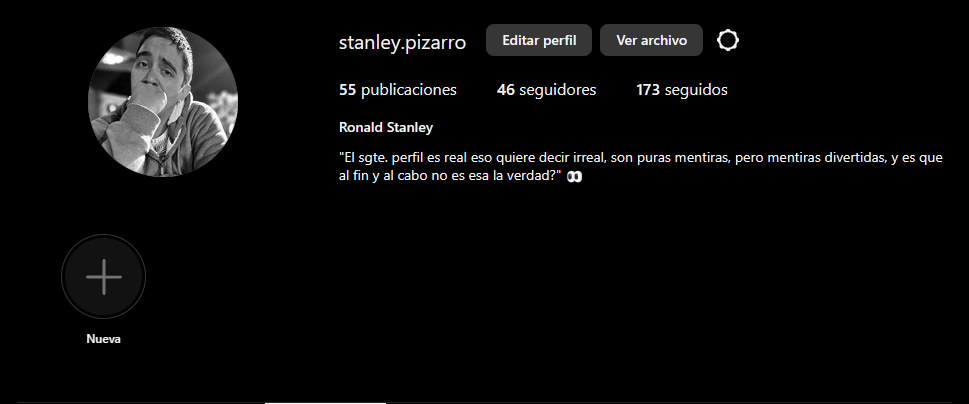 stanley.pizarro Editar perfil Ver archivo
55 publicaciones 46 seguidores 173 seguidos
Ronald Stanley
"El sgte. perfil es real eso quiere decir irreal, son puras mentiras, pero mentiras divertidas, y es que
al fin y al cabo no es esa la verdad?" 👀
Nueva